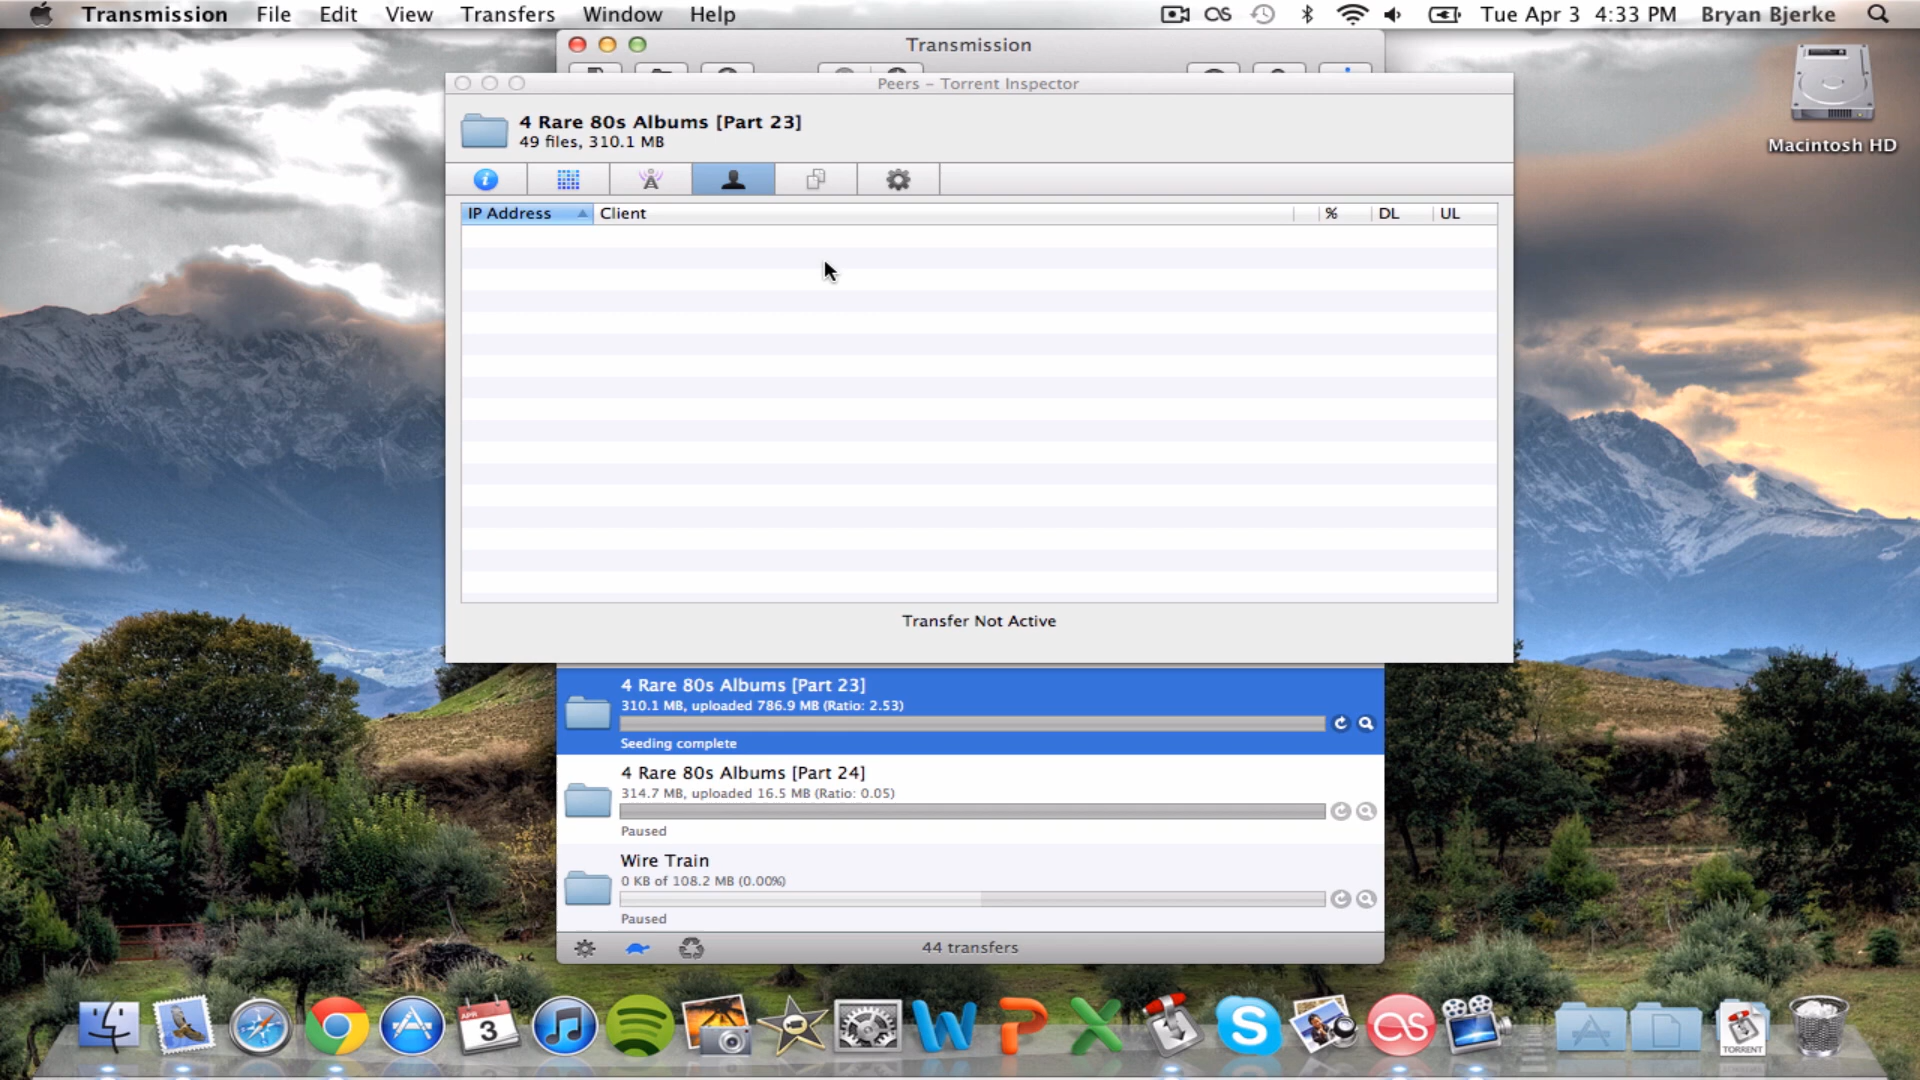 Transmission File Edit View Transfers Window Help Tue Apr 3 4:33 PM Bryan Bjerke
Transmission
Peers – Torrent Inspector
4 Rare 80s Albums [Part 23]
49 files, 310.1 MB
IP Address Client % DL UL
Transfer Not Active
Macintosh HD
4 Rare 80s Albums [Part 23]
310.1 MB, uploaded 786.9 MB (Ratio: 2.53)
Seeding complete
4 Rare 80s Albums [Part 24]
314.7 MB, uploaded 16.5 MB (Ratio: 0.05)
Paused
Wire Train
0 KB of 108.2 MB (0.00%)
Paused
44 transfers
APR
3
TORRENT